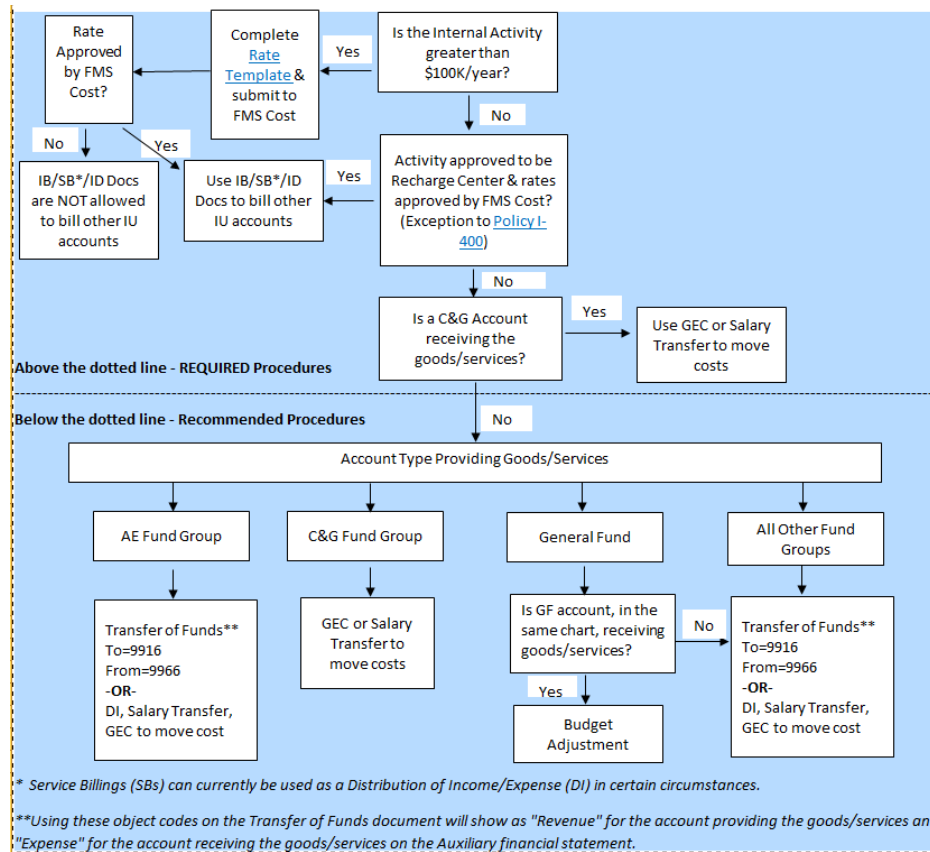 Rate
Approved
by FMS
Cost?
Complete
Rate
Template &
submit to
FMS Cost
Yes
Is the Internal Activity
greater than
$100K/year?
No
No
Yes
IB/SB*/ID Docs
are NOT allowed
to bill other IU
accounts
Use IB/SB*/ID
Docs to bill other
IU accounts
Yes
Activity approved to be
Recharge Center & rates
approved by FMS Cost?
(Exception to Policy I-
400)
No
Is a C&G Account
receiving the
goods/services?
Yes
Use GEC or Salary
Transfer to move
costs
Above the dotted line - REQUIRED Procedures
Below the dotted line - Recommended Procedures
No
Account Type Providing Goods/Services
AE Fund Group
C&G Fund Group
General Fund
All Other Fund
Groups
Transfer of Funds**
To=9916
From=9966
-OR-
DI, Salary Transfer,
GEC to move cost
GEC or Salary
Transfer to
move costs
Is GF account, in the
same chart, receiving
goods/services?
No
Yes
Budget
Adjustment
Transfer of Funds**
To=9916
From=9966
-OR-
DI, Salary Transfer,
GEC to move cost
* Service Billings (SBs) can currently be used as a Distribution of Income/Expense (DI) in certain circumstances.
**Using these object codes on the Transfer of Funds document will show as "Revenue" for the account providing the goods/services an
"Expense" for the account receiving the goods/services on the Auxiliary financial statement.